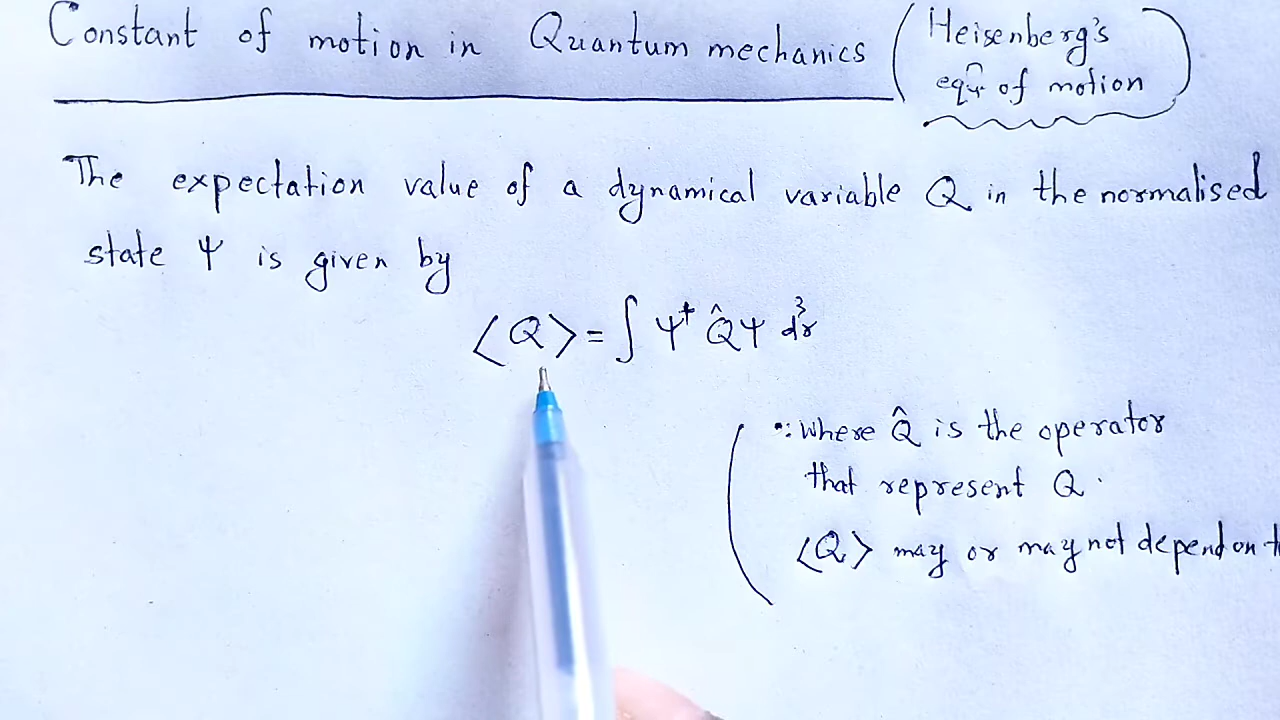 Constant of motion in Quantum mechanics (Heisenberg's
eqn of motion)
The expectation value of a dynamical variable Q in the normalised
state Ψ is given by
⟨Q⟩ = ∫ Ψ† Q̂ Ψ d³r
∵ where Q̂ is the operator
that represent Q.
⟨Q⟩ may or may not depend on t